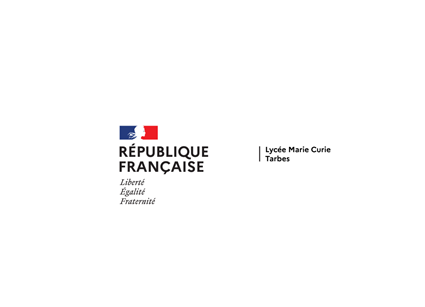 RÉPUBLIQUE
FRANÇAISE
Liberté
Égalité
Fraternité
Lycée Marie Curie
Tarbes